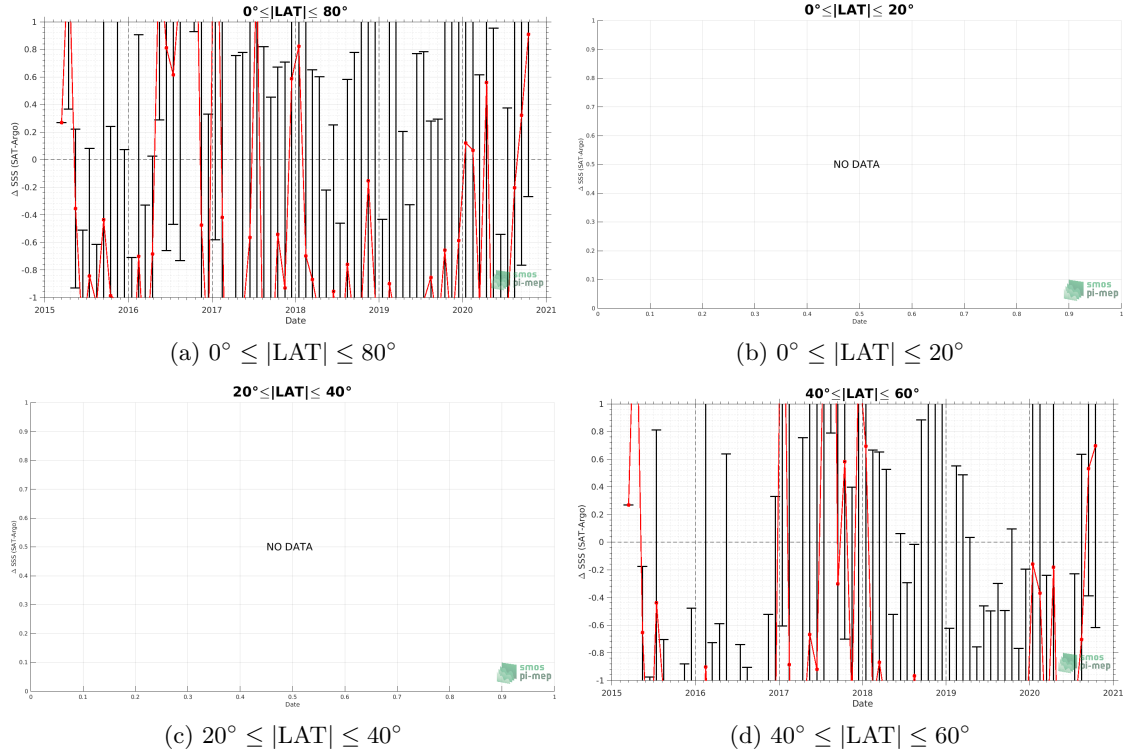 0°≤|LAT|≤ 80°
1
0.8
0.6
0.4
0.2
0
-0.2
-0.4
-0.6
-0.8
-1
Δ SSS (SAT-Argo)
2015 2016 2017 2018 2019 2020 2021
Date
smos
pi-mep
(a) 0° ≤ |LAT| ≤ 80°
0°≤|LAT|≤ 20°
1
0.9
0.8
0.7
0.6
0.5
0.4
0.3
0.2
0.1
0
Δ SSS (SAT-Argo)
NO DATA
0 0.1 0.2 0.3 0.4 0.5 0.6 0.7 0.8 0.9 1
Date
smos
pi-mep
(b) 0° ≤ |LAT| ≤ 20°
20°≤|LAT|≤ 40°
1
0.9
0.8
0.7
0.6
0.5
0.4
0.3
0.2
0.1
0
Δ SSS (SAT-Argo)
NO DATA
0 0.1 0.2 0.3 0.4 0.5 0.6 0.7 0.8 0.9 1
Date
smos
pi-mep
(c) 20° ≤ |LAT| ≤ 40°
40°≤|LAT|≤ 60°
1
0.8
0.6
0.4
0.2
0
-0.2
-0.4
-0.6
-0.8
-1
Δ SSS (SAT-Argo)
2015 2016 2017 2018 2019 2020 2021
Date
smos
pi-mep
(d) 40° ≤ |LAT| ≤ 60°